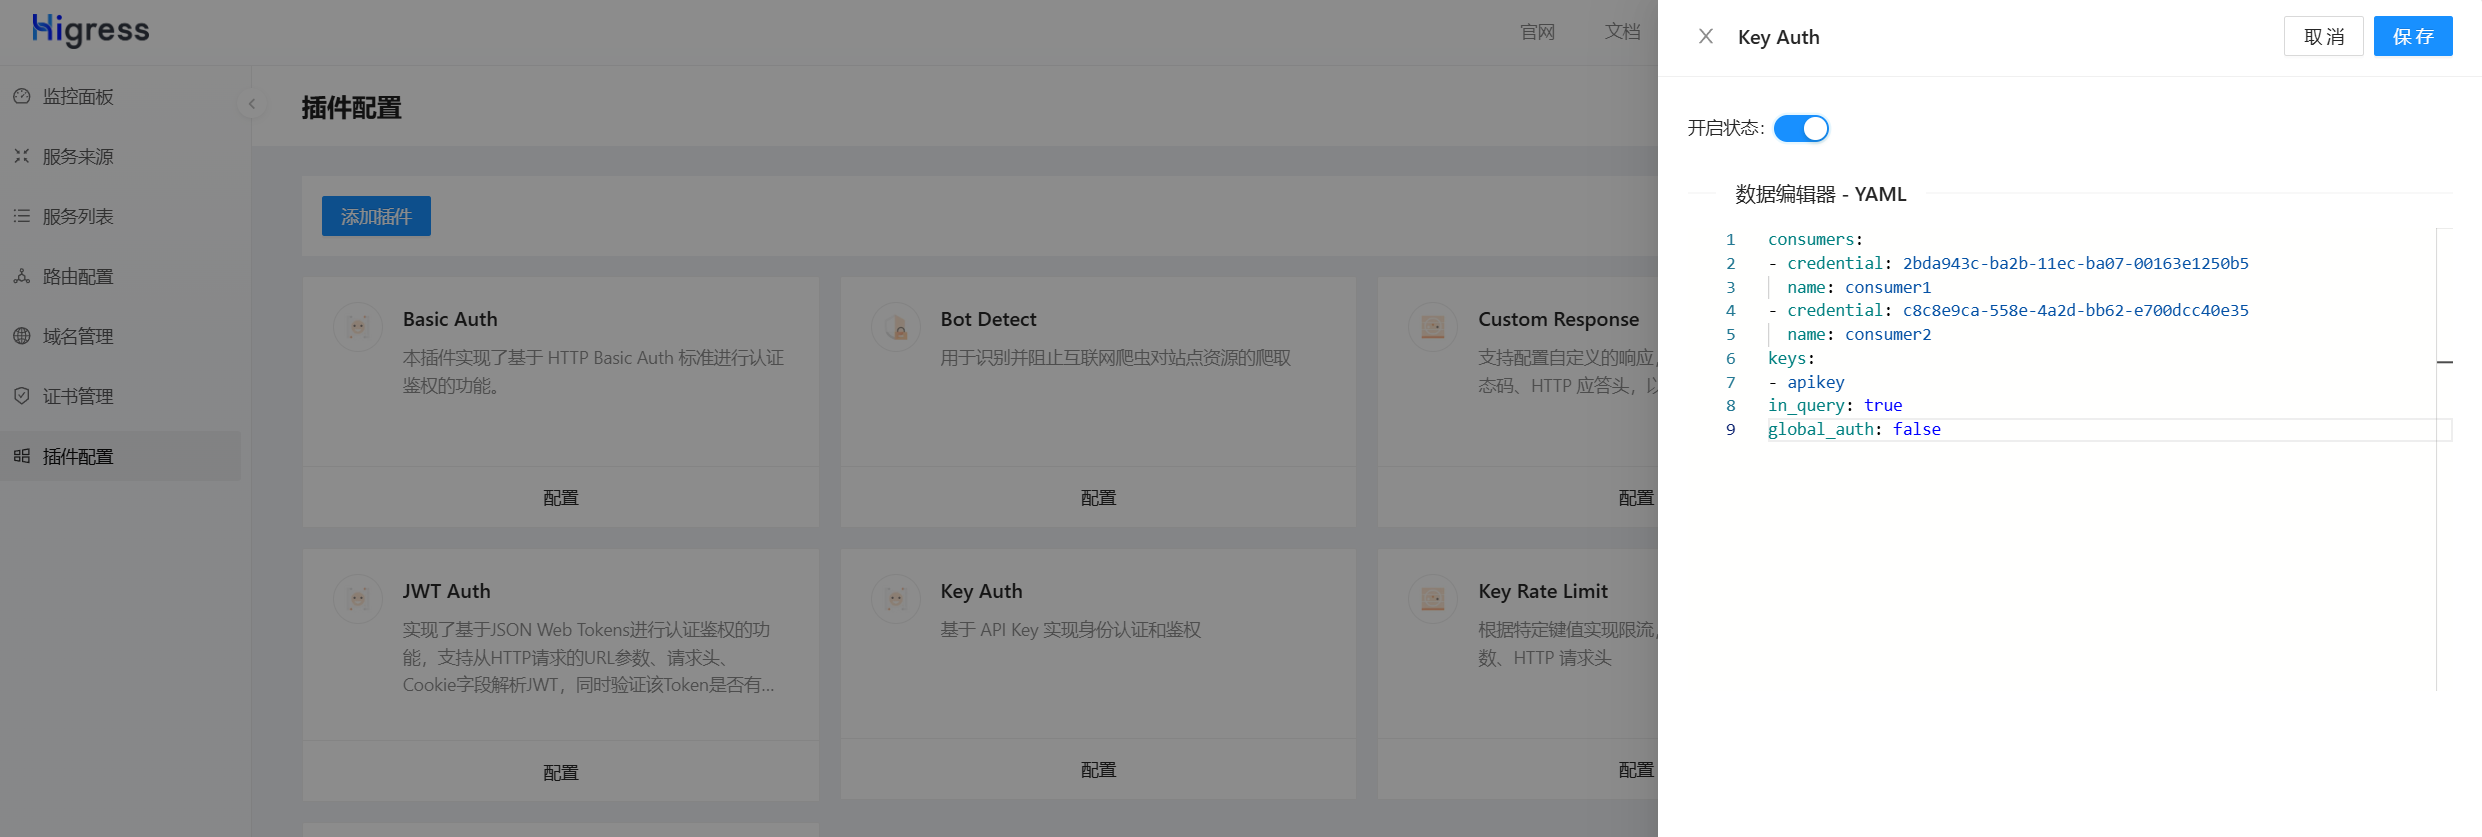 Higress
官网
文档
监控面板
服务来源
服务列表
路由配置
域名管理
证书管理
插件配置
插件配置
添加插件
Basic Auth
本插件实现了基于 HTTP Basic Auth 标准进行认证
鉴权的功能。
配置
Bot Detect
用于识别并阻止互联网爬虫对站点资源的爬取
配置
Custom Response
支持配置自定义的响应,
态码、HTTP 应答头，以
配置
JWT Auth
实现了基于JSON Web Tokens进行认证鉴权的功
能，支持从HTTP请求的URL参数、请求头、
Cookie字段解析JWT，同时验证该Token是否有...
配置
Key Auth
基于 API Key 实现身份认证和鉴权
配置
Key Rate Limit
根据特定键值实现限流,
数、HTTP 请求头
配置
Key Auth
取消
保存
开启状态:
数据编辑器 - YAML
1 consumers:
2 - credential: 2bda943c-ba2b-11ec-ba07-00163e1250b5
3 name: consumer1
4 - credential: c8c8e9ca-558e-4a2d-bb62-e700dcc40e35
5 name: consumer2
6 keys:
7 - apikey
8 in_query: true
9 global_auth: false